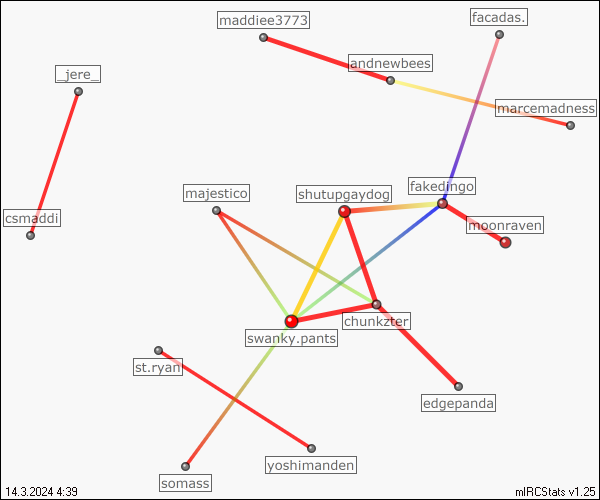 maddiee3773
facadas.
andnewbees
_jere_
marcemadness
fakedingo
majestico
shutupgaydog
csmaddi
moonraven
chunkzter
swanky.pants
st.ryan
edgepanda
yoshimanden
somass
14.3.2024 4:39
mIRCStats v1.25